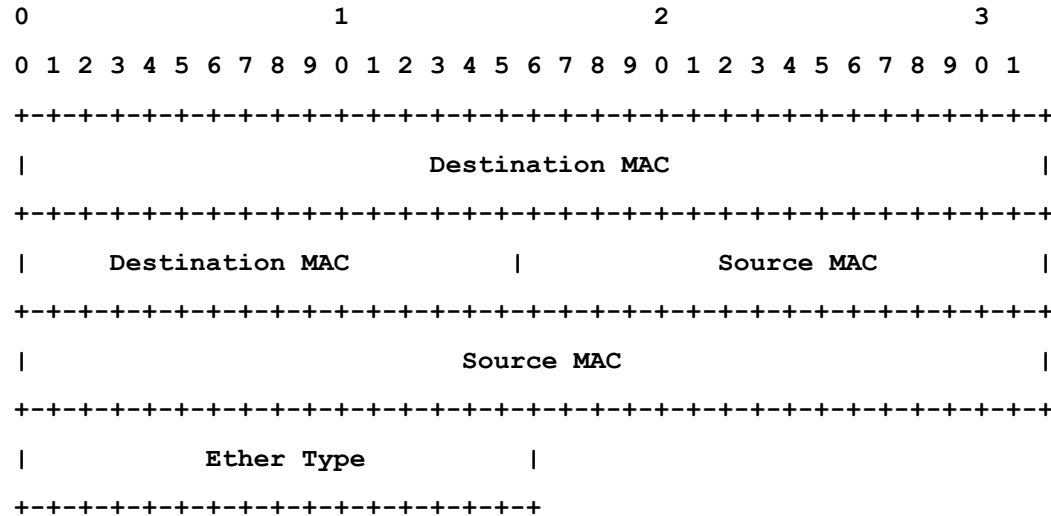 0                   1                   2                   3
0 1 2 3 4 5 6 7 8 9 0 1 2 3 4 5 6 7 8 9 0 1 2 3 4 5 6 7 8 9 0 1
+-+-+-+-+-+-+-+-+-+-+-+-+-+-+-+-+-+-+-+-+-+-+-+-+-+-+-+-+-+-+-+-+
|                         Destination MAC                       |
+-+-+-+-+-+-+-+-+-+-+-+-+-+-+-+-+-+-+-+-+-+-+-+-+-+-+-+-+-+-+-+-+
|     Destination MAC          |            Source MAC          |
+-+-+-+-+-+-+-+-+-+-+-+-+-+-+-+-+-+-+-+-+-+-+-+-+-+-+-+-+-+-+-+-+
|                           Source MAC                          |
+-+-+-+-+-+-+-+-+-+-+-+-+-+-+-+-+-+-+-+-+-+-+-+-+-+-+-+-+-+-+-+-+
|           Ether Type          |
+-+-+-+-+-+-+-+-+-+-+-+-+-+-+-+-+